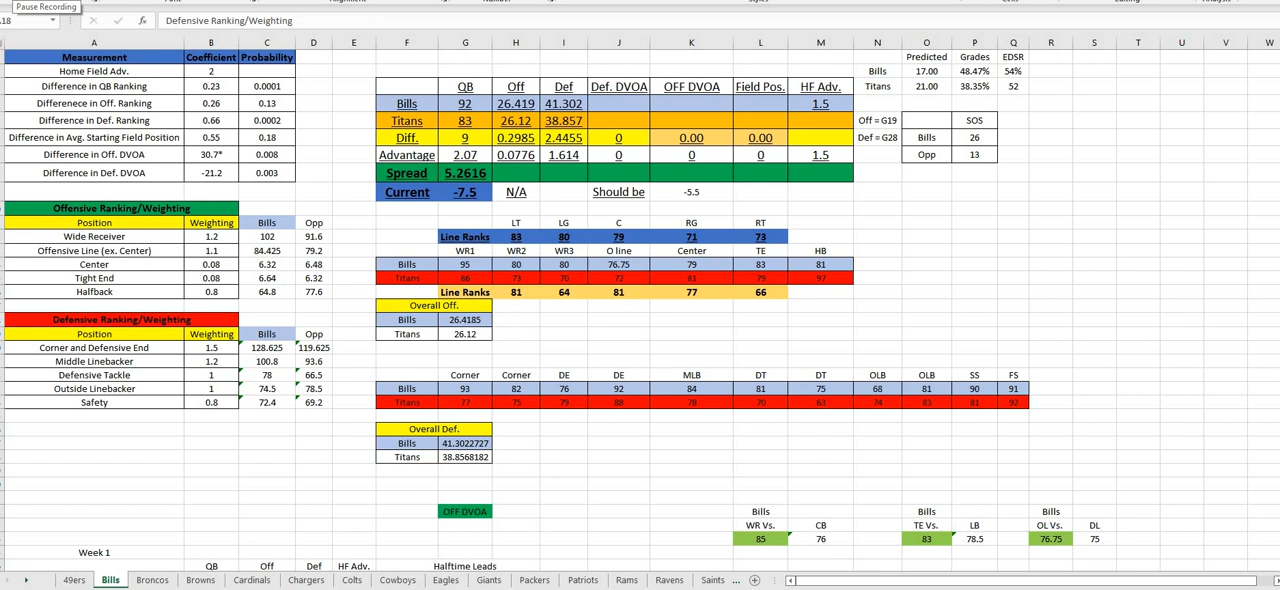 Pause Recording
Alignment Styles Cells Editing Analysis
A18 fx Defensive Ranking/Weighting
A B C D E F G H I J K L M N O P Q R S T U V W
Measurement Coefficient Probability Predicted Grades EDSR
Home Field Adv. 2 Bills 17.00 48.47% 54%
Difference in QB Ranking 0.23 0.0001 QB Off Def Def. DVOA OFF DVOA Field Pos. HF Adv. Titans 21.00 38.35% 52
Differenece in Off. Ranking 0.26 0.13 Bills 92 26.419 41.302 1.5
Difference in Def. Ranking 0.66 0.0002 Titans 83 26.12 38.857 Off = G19 SOS
Difference in Avg. Starting Field Position 0.55 0.18 Diff. 9 0.2985 2.4455 0 0.00 0.00 Def = G28 Bills 26
Difference in Off. DVOA 30.7* 0.008 Advantage 2.07 0.0776 1.614 0 0 0 1.5 Opp 13
Difference in Def. DVOA -21.2 0.003 Spread 5.2616
Current -7.5 N/A Should be -5.5
Offensive Ranking/Weighting
Position Weighting Bills Opp LT LG C RG RT
Wide Receiver 1.2 102 91.6 Line Ranks 83 80 79 71 73
Offensive Line (ex. Center) 1.1 84.425 79.2 WR1 WR2 WR3 O line Center TE HB
Center 0.08 6.32 6.48 Bills 95 80 80 76.75 79 83 81
Tight End 0.08 6.64 6.32 Titans 86 73 70 72 81 79 97
Halfback 0.8 64.8 77.6 Line Ranks 81 64 81 77 66
Overall Off.
Defensive Ranking/Weighting Bills 26.4185
Position Weighting Bills Opp Titans 26.12
Corner and Defensive End 1.5 128.625 119.625
Middle Linebacker 1.2 100.8 93.6
Defensive Tackle 1 78 66.5 Corner Corner DE DE MLB DT DT OLB OLB SS FS
Outside Linebacker 1 74.5 78.5 Bills 93 82 76 92 84 81 75 68 81 90 91
Safety 0.8 72.4 69.2 Titans 77 75 79 88 78 70 63 74 83 81 92
Overall Def.
Bills 41.3022727
Titans 38.8568182
OFF DVOA Bills Bills Bills
WR Vs. CB TE Vs. LB OL Vs. DL
85 76 83 78.5 76.75 75
Week 1
QB Off Def HF Adv. Halftime Leads
49ers Bills Broncos Browns Cardinals Chargers Colts Cowboys Eagles Giants Packers Patriots Rams Ravens Saints ...